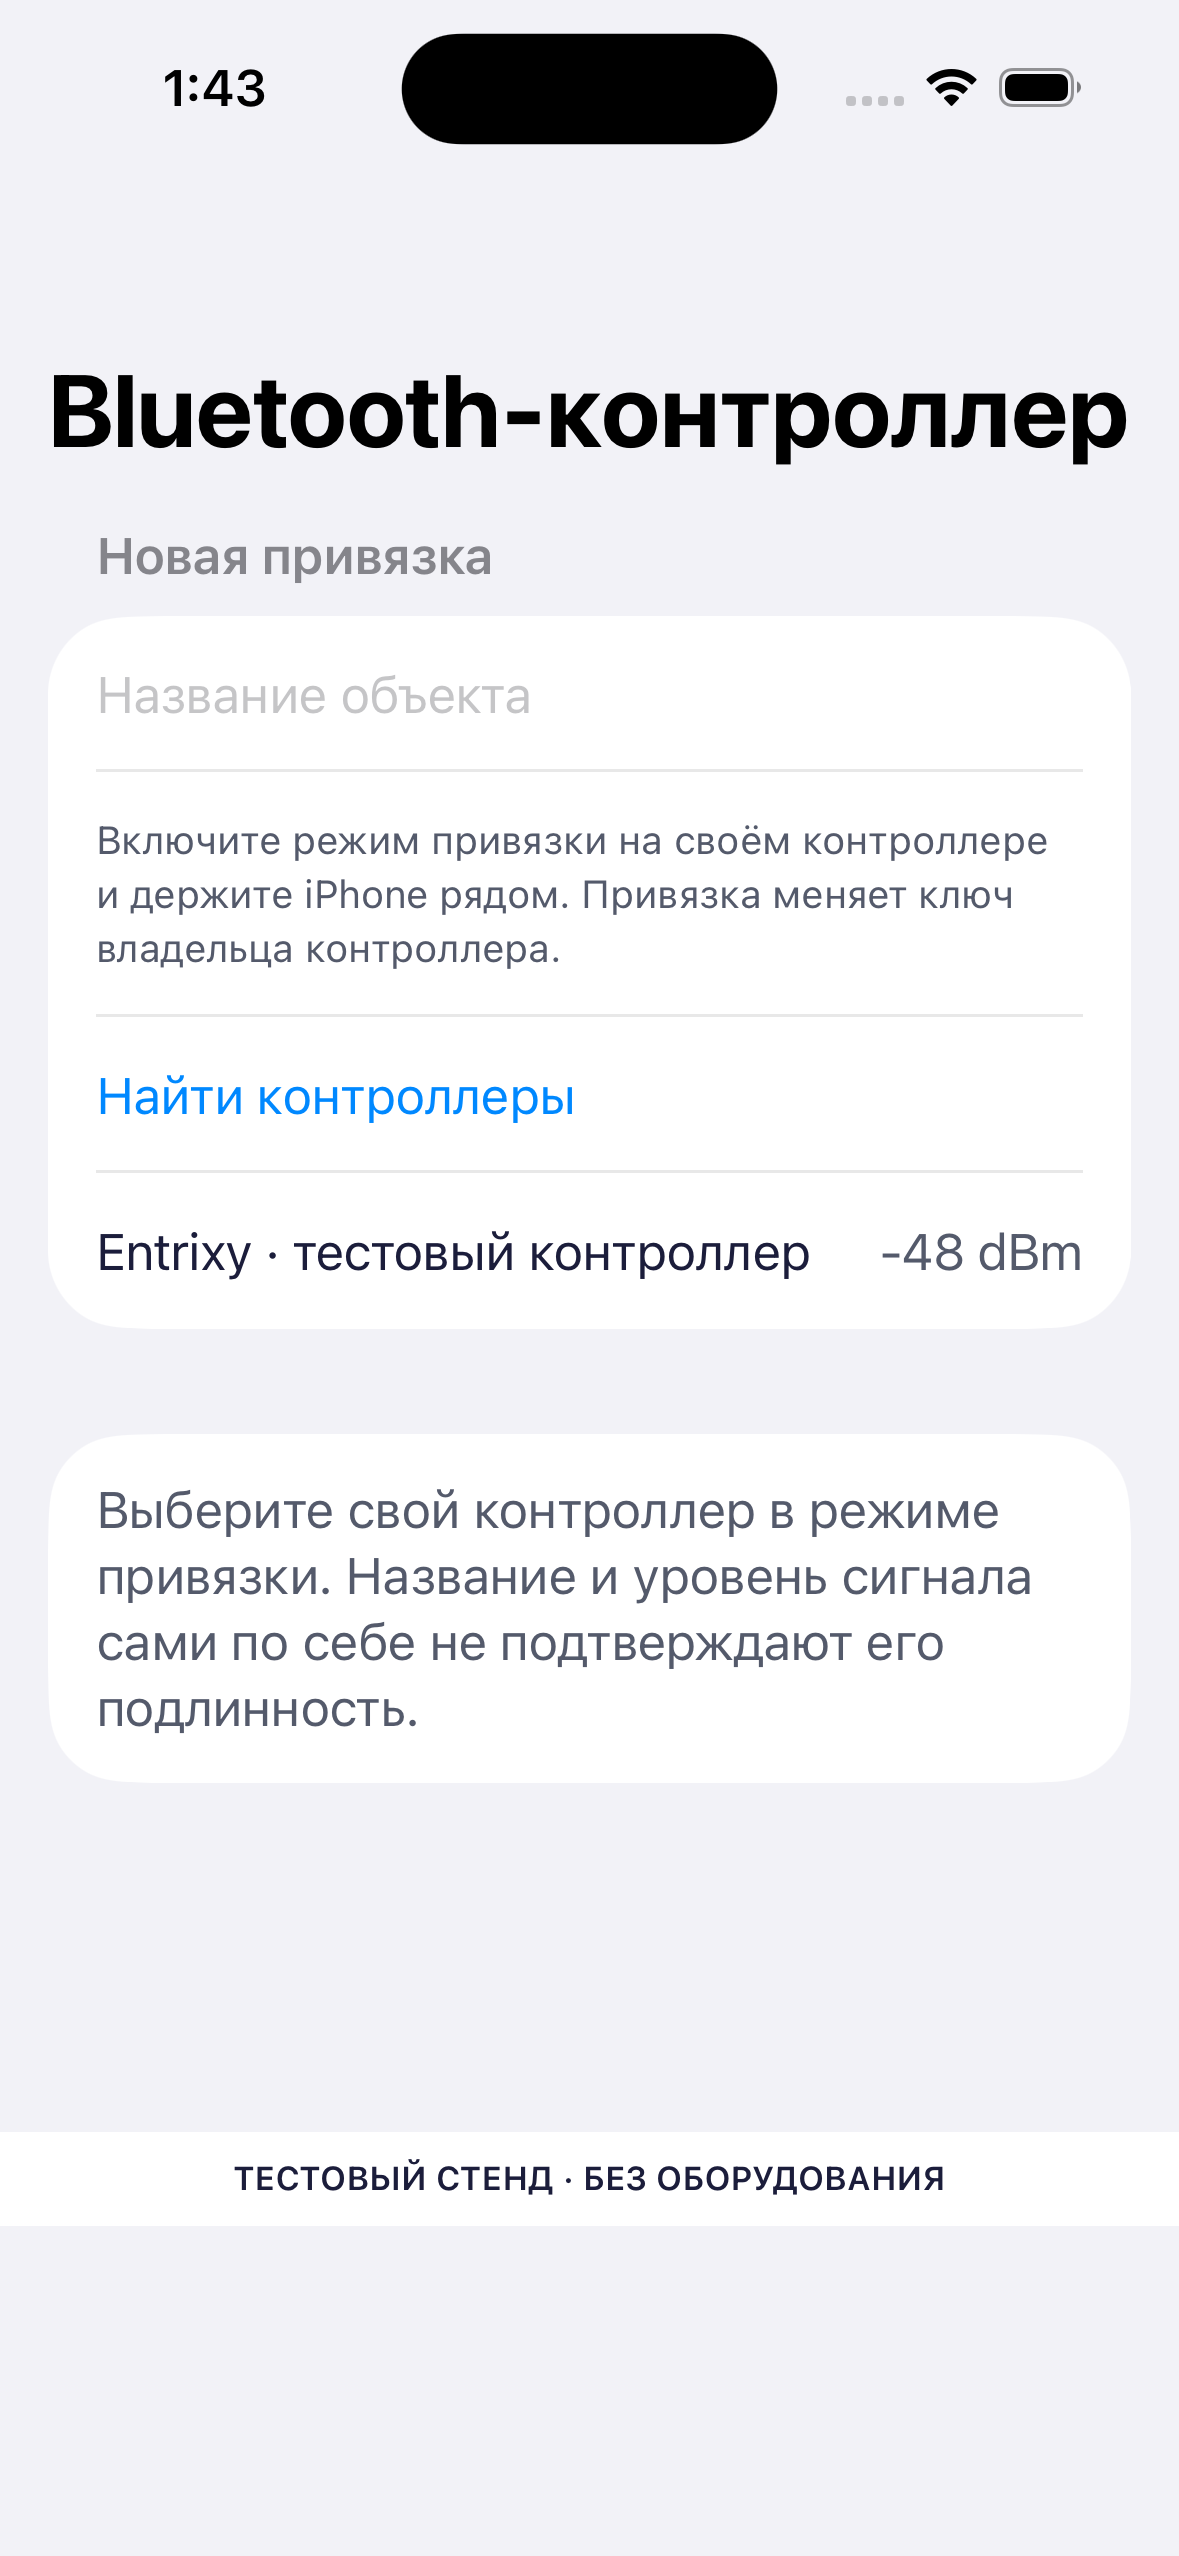 1:43
Bluetooth-контроллер
Новая привязка
Название объекта
Включите режим привязки на своём контроллере
и держите iPhone рядом. Привязка меняет ключ
владельца контроллера.
Найти контроллеры
Entrixy · тестовый контроллер -48 dBm
Выберите свой контроллер в режиме
привязки. Название и уровень сигнала
сами по себе не подтверждают его
подлинность.
ТЕСТОВЫЙ СТЕНД · БЕЗ ОБОРУДОВАНИЯ